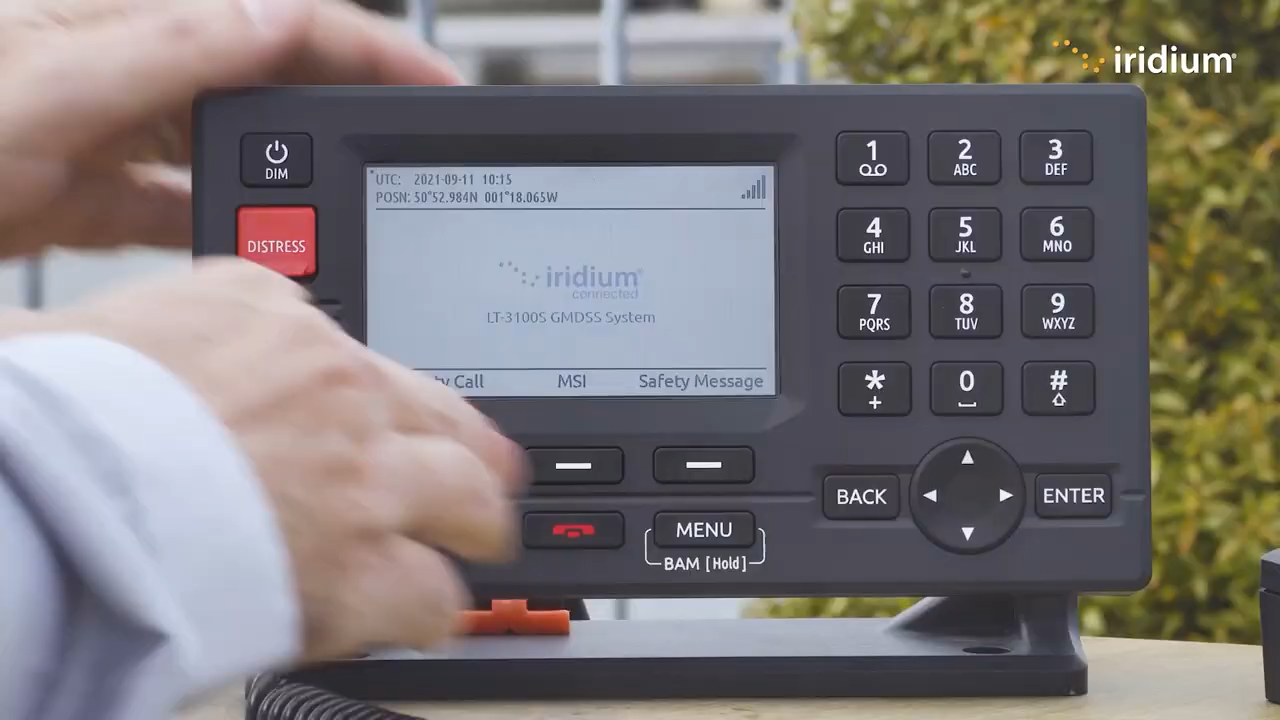 iridium
DIM
DISTRESS
UTC: 2021-09-11 10:15
POSN: 50°52.984N 001°18.065W
iridium
connected
LT-3100S GMDSS System
Call MSI Safety Message
1
2 ABC
3 DEF
4 GHI
5 JKL
6 MNO
7 PQRS
8 TUV
9 WXYZ
* +
0
#
BACK
ENTER
MENU
BAM [Hold]